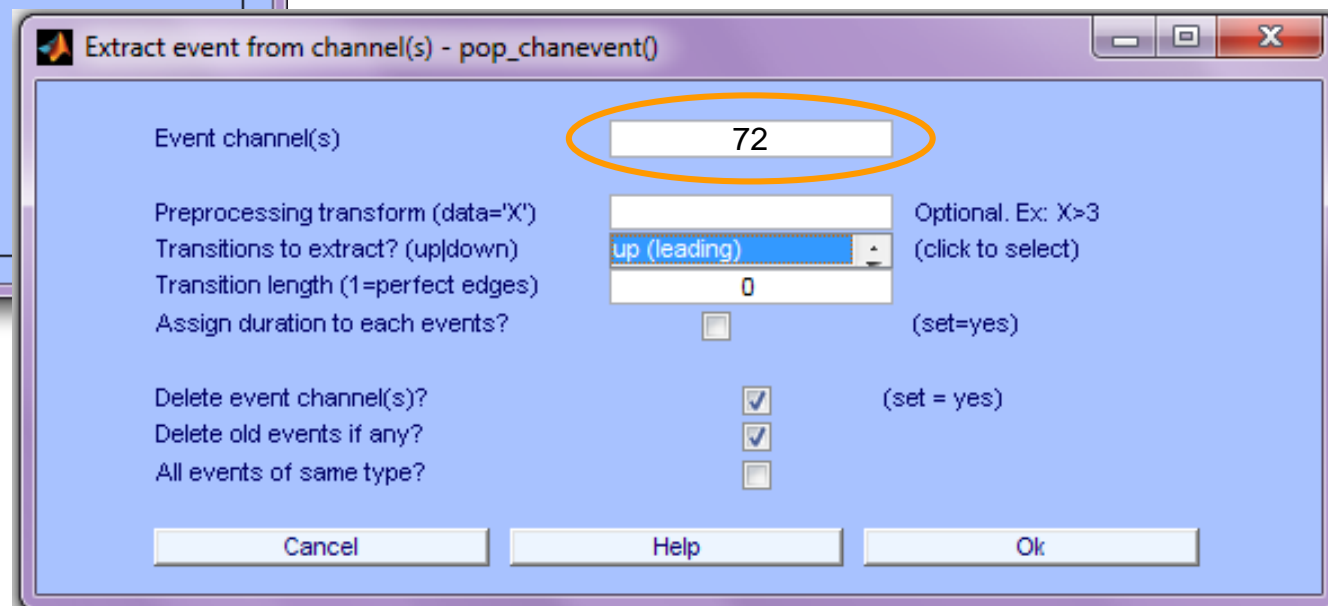 Extract event from channel(s) - pop_chanevent()
Event channel(s) 72
Preprocessing transform (data='X') Optional. Ex: X>3
Transitions to extract? (up|down) up (leading) (click to select)
Transition length (1=perfect edges) 0
Assign duration to each events? (set=yes)
Delete event channel(s)? (set = yes)
Delete old events if any?
All events of same type?
Cancel Help Ok